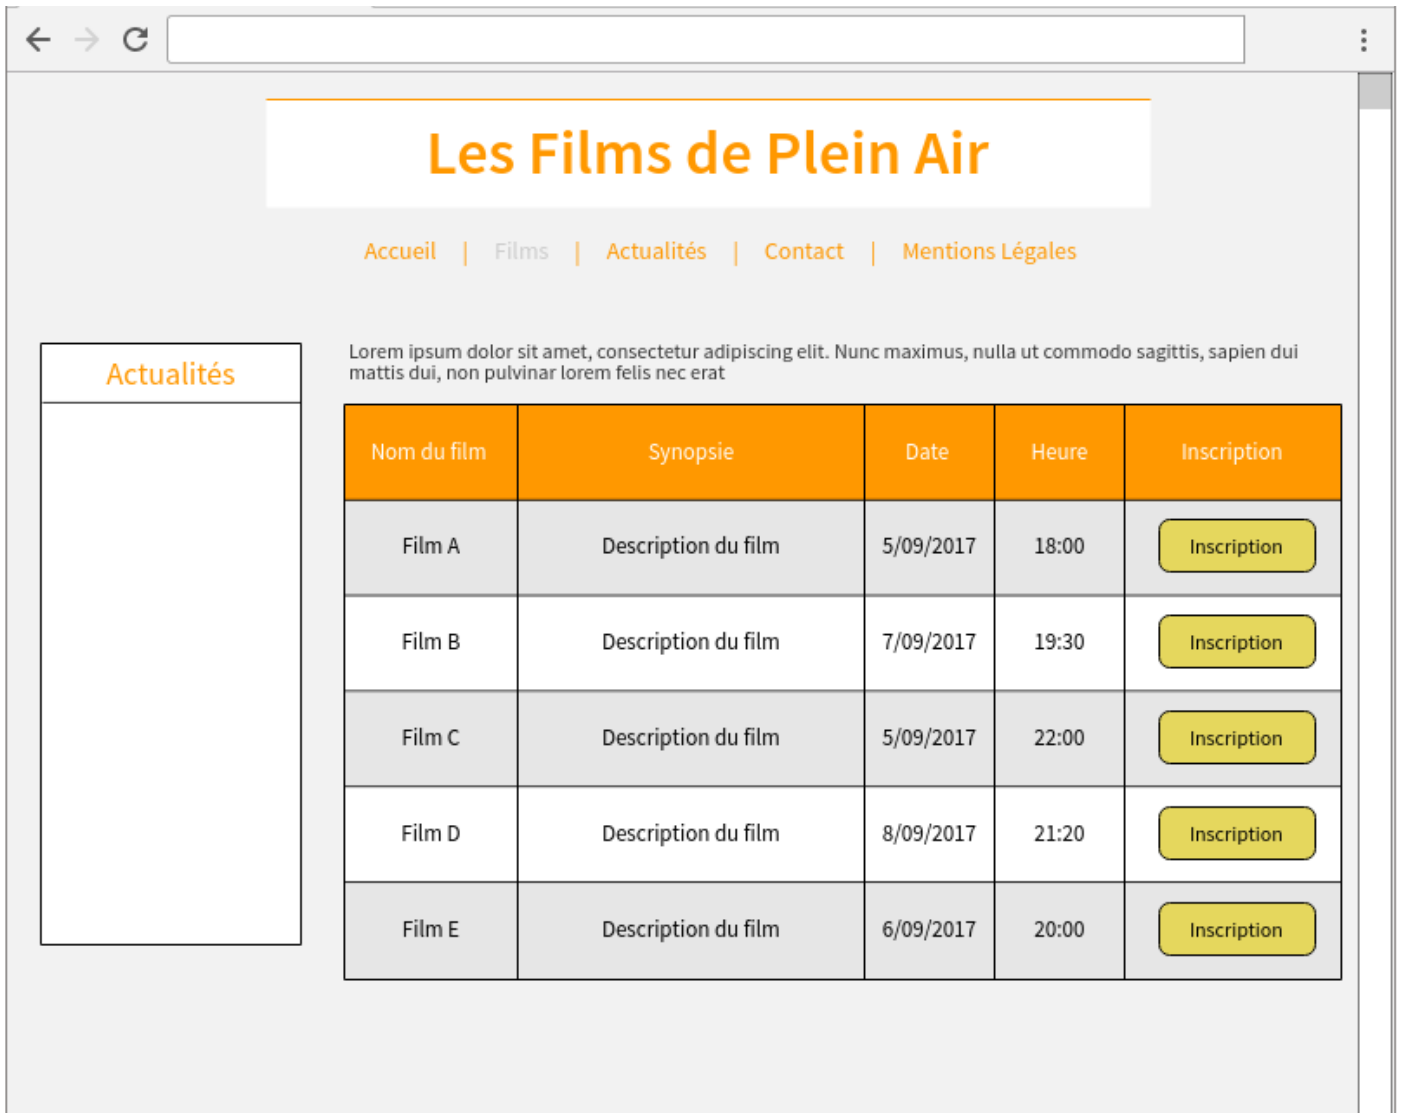 Les Films de Plein Air
Accueil | Films | Actualités | Contact | Mentions Légales
Actualités
Lorem ipsum dolor sit amet, consectetur adipiscing elit. Nunc maximus, nulla ut commodo sagittis, sapien dui
mattis dui, non pulvinar lorem felis nec erat
Nom du film Synopsie Date Heure Inscription
Film A Description du film 5/09/2017 18:00 Inscription
Film B Description du film 7/09/2017 19:30 Inscription
Film C Description du film 5/09/2017 22:00 Inscription
Film D Description du film 8/09/2017 21:20 Inscription
Film E Description du film 6/09/2017 20:00 Inscription